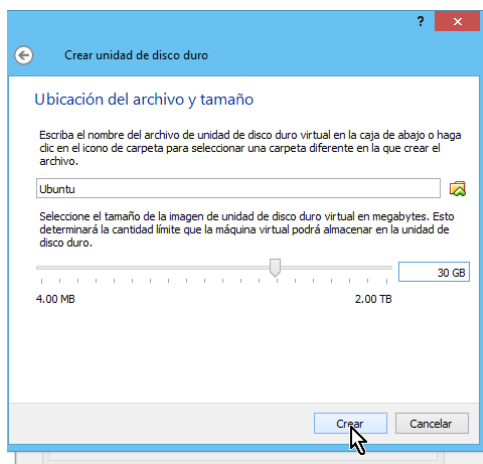 ?
Crear unidad de disco duro
Ubicación del archivo y tamaño
Escriba el nombre del archivo de unidad de disco duro virtual en la caja de abajo o haga
clic en el icono de carpeta para seleccionar una carpeta diferente en la que crear el
archivo.
Ubuntu
Seleccione el tamaño de la imagen de unidad de disco duro virtual en megabytes. Esto
determinará la cantidad límite que la máquina virtual podrá almacenar en la unidad de
disco duro.
30 GB
4.00 MB 2.00 TB
Crear Cancelar